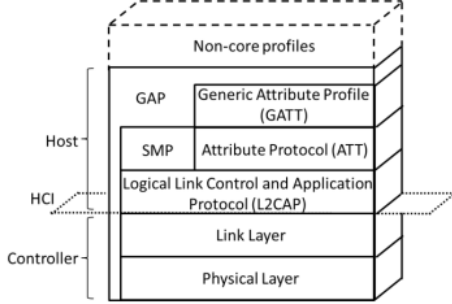 Non-core profiles
GAP
Generic Attribute Profile
(GATT)
Host
SMP
Attribute Protocol (ATT)
Logical Link Control and Application
Protocol (L2CAP)
HCI
Link Layer
Controller
Physical Layer